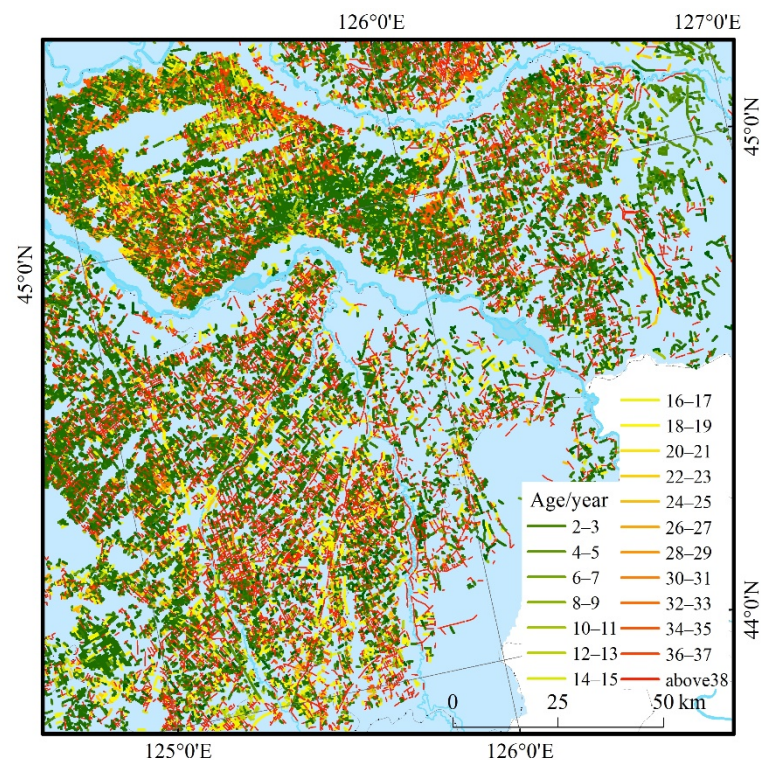 126°0'E
127°0'E
45°0'N
45°0'N
44°0'N
Age/year
2–3
4–5
6–7
8–9
10–11
12–13
14–15
16–17
18–19
20–21
22–23
24–25
26–27
28–29
30–31
32–33
34–35
36–37
above38
0 25 50 km
125°0'E
126°0'E